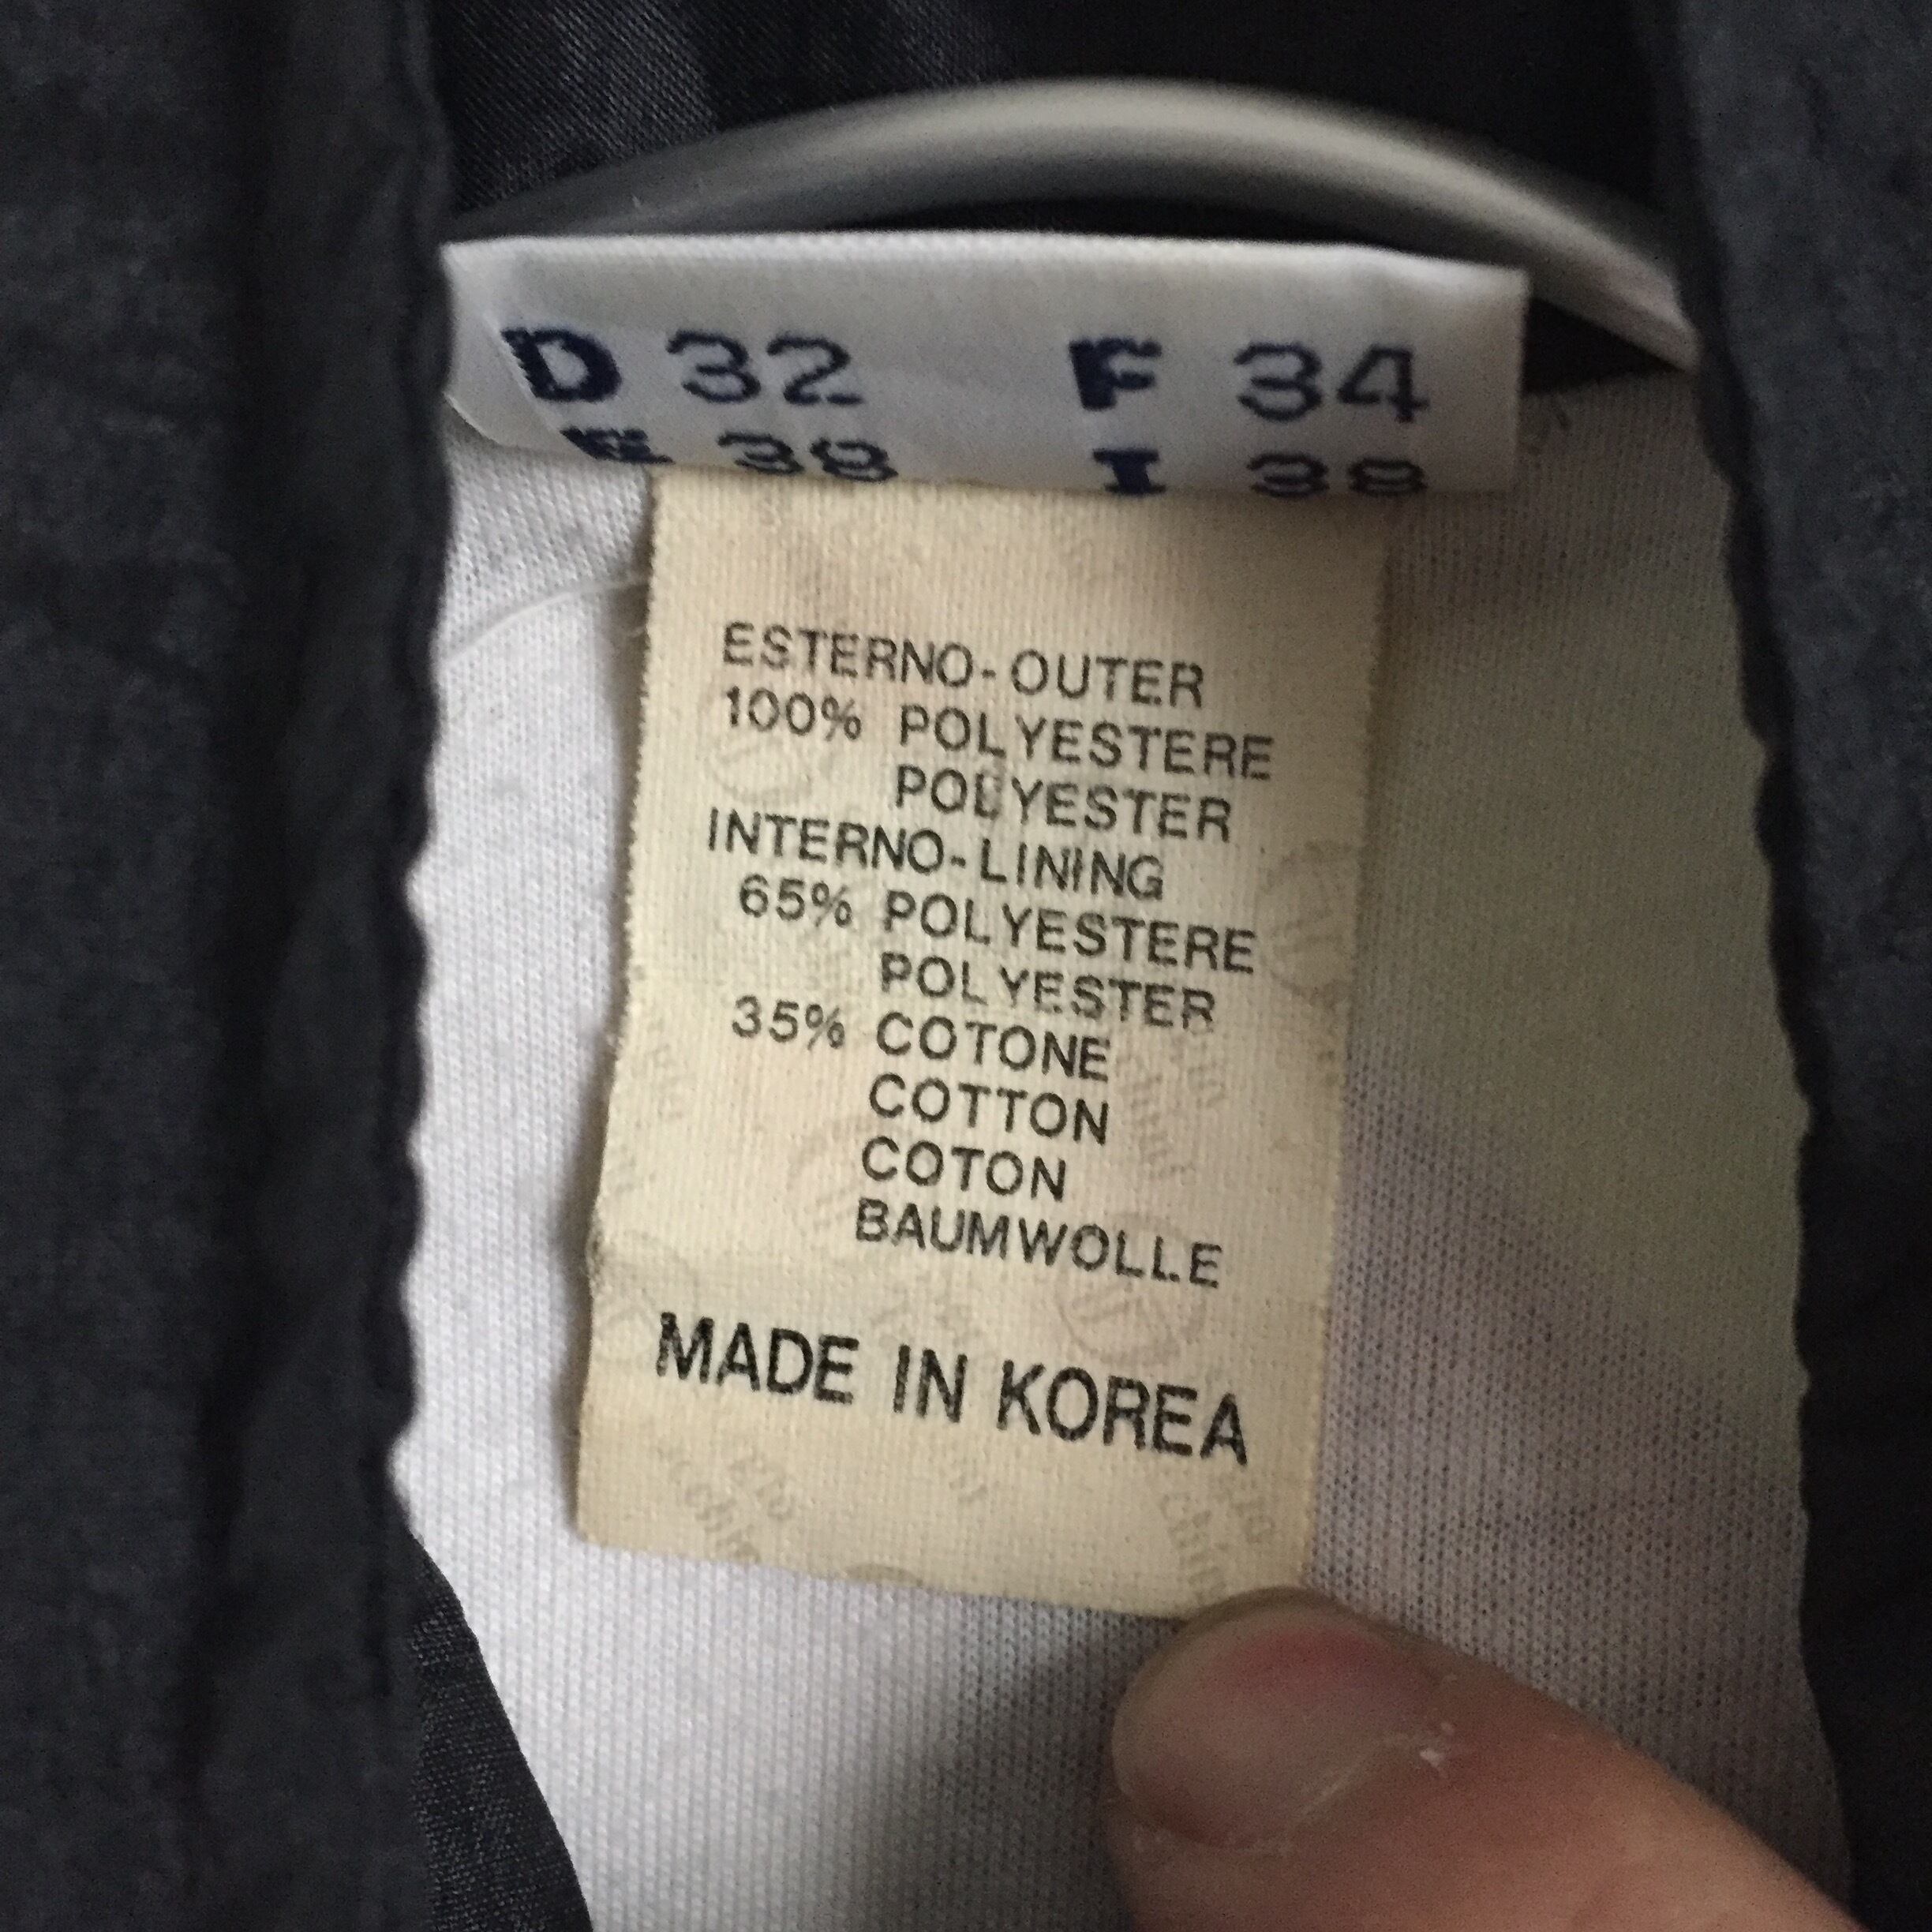 D 32 F 34
E 38 I 38
ESTERNO-OUTER
100% POLYESTERE
POLYESTER
INTERNO-LINING
65% POLYESTERE
POLYESTER
35% COTONE
COTTON
COTON
BAUMWOLLE
MADE IN KOREA